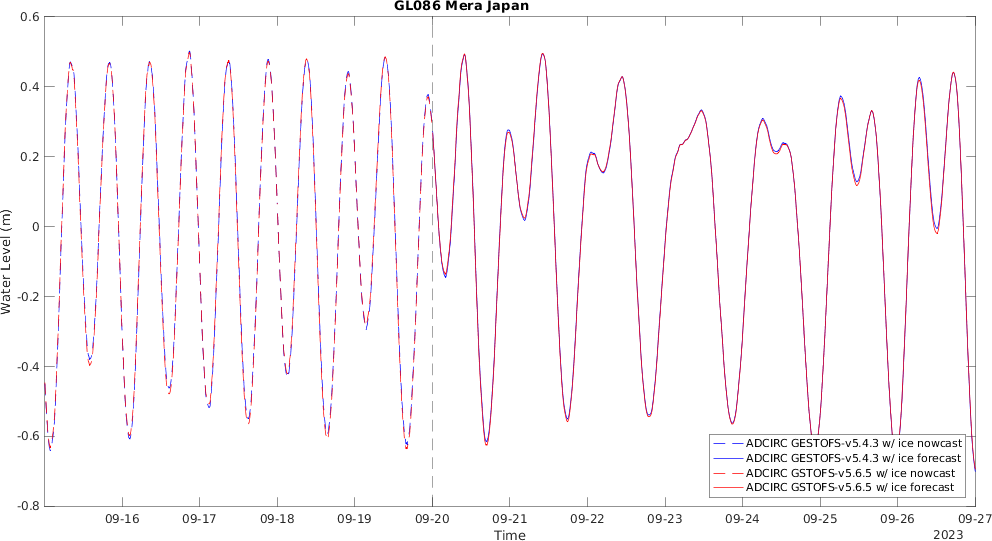 GL086 Mera Japan
0.6
0.4
0.2
0
-0.2
-0.4
-0.6
-0.8
Water Level (m)
ADCIRC GESTOFS-v5.4.3 w/ ice nowcast
ADCIRC GESTOFS-v5.4.3 w/ ice forecast
ADCIRC GSTOFS-v5.6.5 w/ ice nowcast
ADCIRC GSTOFS-v5.6.5 w/ ice forecast
09-16 09-17 09-18 09-19 09-20 09-21 09-22 09-23 09-24 09-25 09-26 09-27
Time
2023